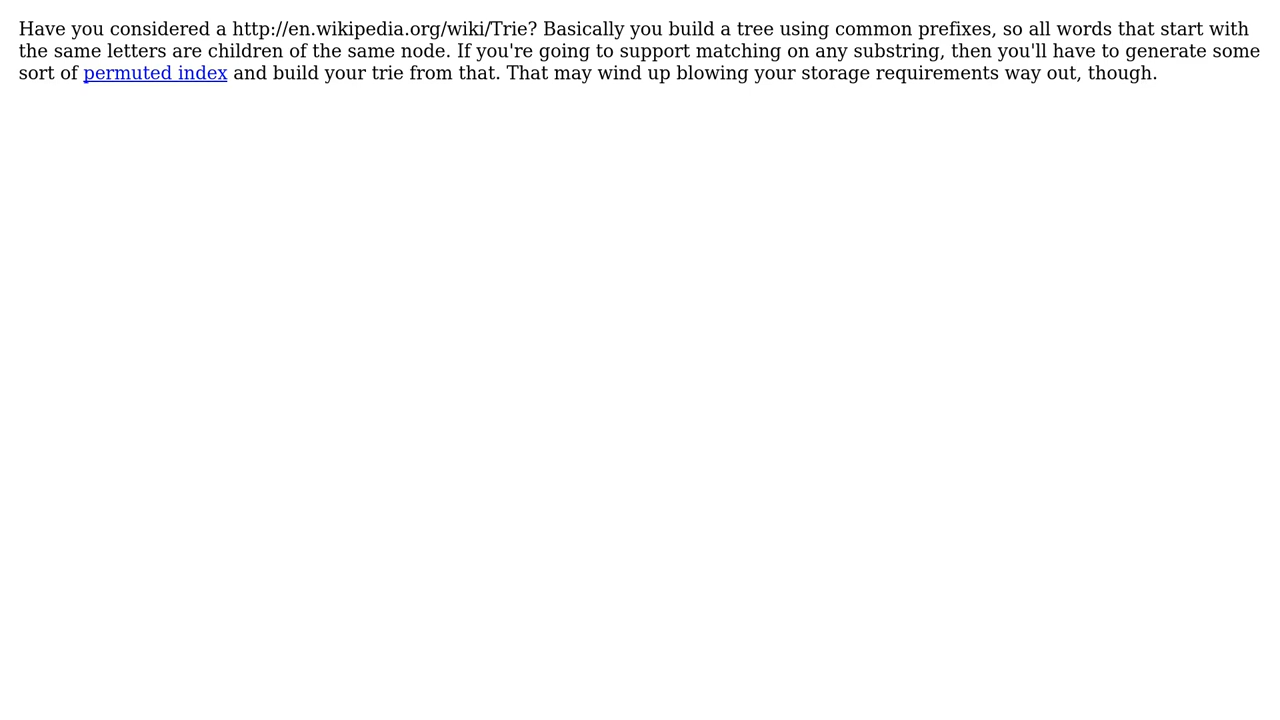 Have you considered a http://en.wikipedia.org/wiki/Trie? Basically you build a tree using common prefixes, so all words that start with
the same letters are children of the same node. If you're going to support matching on any substring, then you'll have to generate some
sort of permuted index and build your trie from that. That may wind up blowing your storage requirements way out, though.